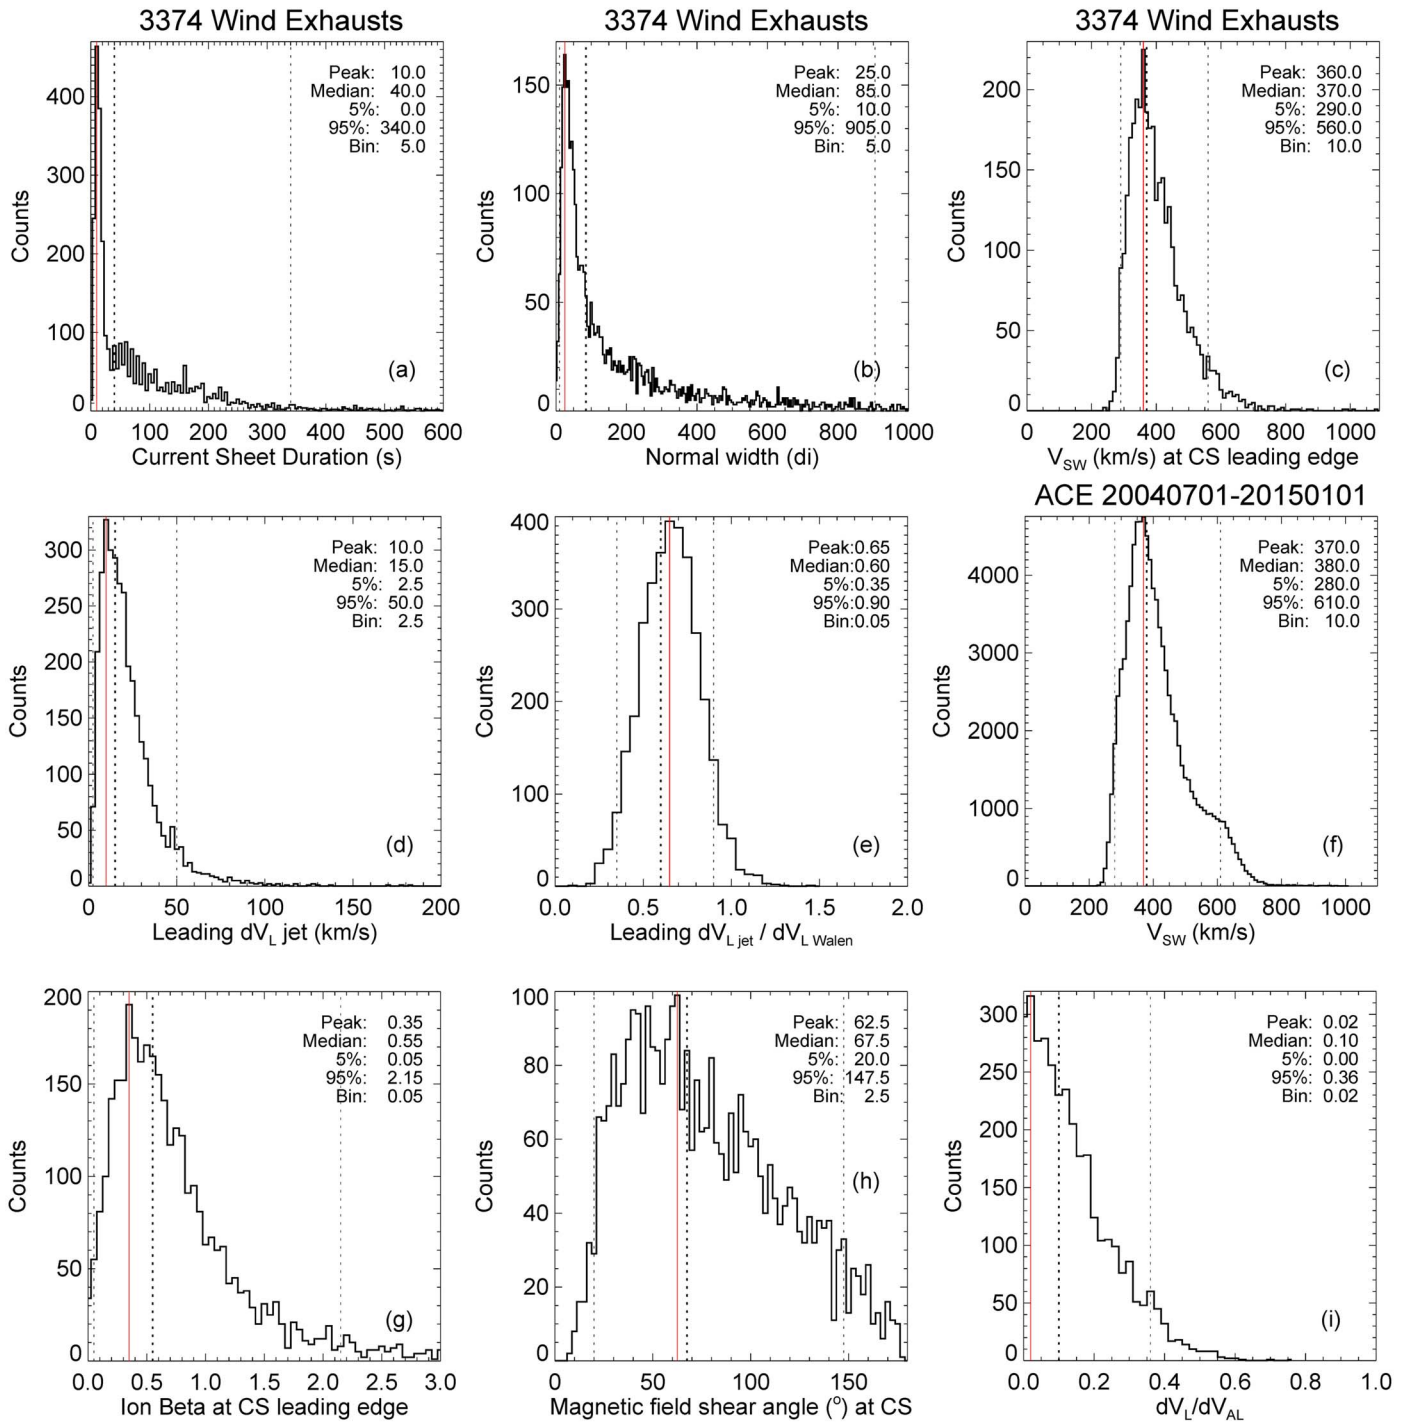 3374 Wind Exhausts
Counts
400
300
200
100
0
Peak: 10.0
Median: 40.0
5%: 0.0
95%: 340.0
Bin: 5.0
(a)
0 100 200 300 400 500 600
Current Sheet Duration (s)
3374 Wind Exhausts
Counts
150
100
50
0
Peak: 25.0
Median: 85.0
5%: 10.0
95%: 905.0
Bin: 5.0
(b)
0 200 400 600 800 1000
Normal width (di)
3374 Wind Exhausts
Counts
200
150
100
50
0
Peak: 360.0
Median: 370.0
5%: 290.0
95%: 560.0
Bin: 10.0
(c)
0 200 400 600 800 1000
V_SW (km/s) at CS leading edge
Counts
300
250
200
150
100
50
0
Peak: 10.0
Median: 15.0
5%: 2.5
95%: 50.0
Bin: 2.5
(d)
0 50 100 150 200
Leading dV_L jet (km/s)
Counts
400
300
200
100
0
Peak:0.65
Median:0.60
5%:0.35
95%:0.90
Bin:0.05
(e)
0.0 0.5 1.0 1.5 2.0
Leading dV_L jet / dV_L Walen
ACE 20040701-20150101
Counts
4000
3000
2000
1000
0
Peak: 370.0
Median: 380.0
5%: 280.0
95%: 610.0
Bin: 10.0
(f)
0 200 400 600 800 1000
V_SW (km/s)
Counts
200
150
100
50
0
Peak: 0.35
Median: 0.55
5%: 0.05
95%: 2.15
Bin: 0.05
(g)
0.0 0.5 1.0 1.5 2.0 2.5 3.0
Ion Beta at CS leading edge
Counts
100
80
60
40
20
0
Peak: 62.5
Median: 67.5
5%: 20.0
95%: 147.5
Bin: 2.5
(h)
0 50 100 150
Magnetic field shear angle (°) at CS
Counts
300
250
200
150
100
50
0
Peak: 0.02
Median: 0.10
5%: 0.00
95%: 0.36
Bin: 0.02
(i)
0.0 0.2 0.4 0.6 0.8 1.0
dV_L/dV_AL